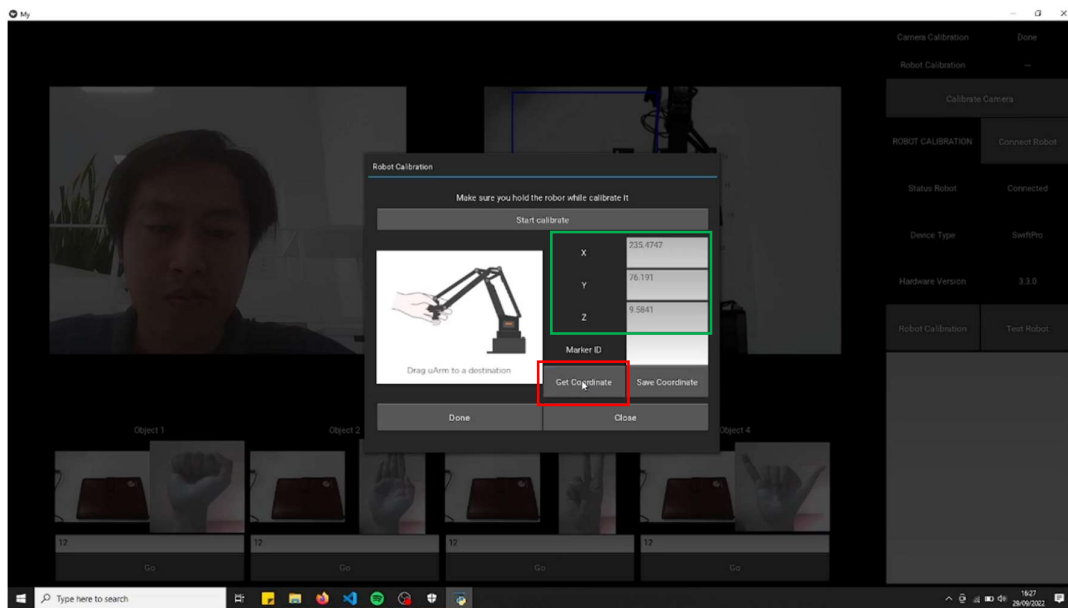 My
Camera Calibration Done
Robot Calibration --
Calibrate Camera
ROBOT CALIBRATION Connect Robot
Status Robot Connected
Device Type SwiftPro
Hardware Version 3.3.0
Robot Calibration Test Robot
Robot Calibration
Make sure you hold the robor while calibrate it
Start calibrate
X 235.4747
Y 76.191
Z 9.5841
Marker ID
Drag uArm to a destination
Get Coordinate Save Coordinate
Done Close
Object 1 Object 2 Object 4
12 12 12 12
Go Go Go Go
Type here to search
16:27
29/09/2022